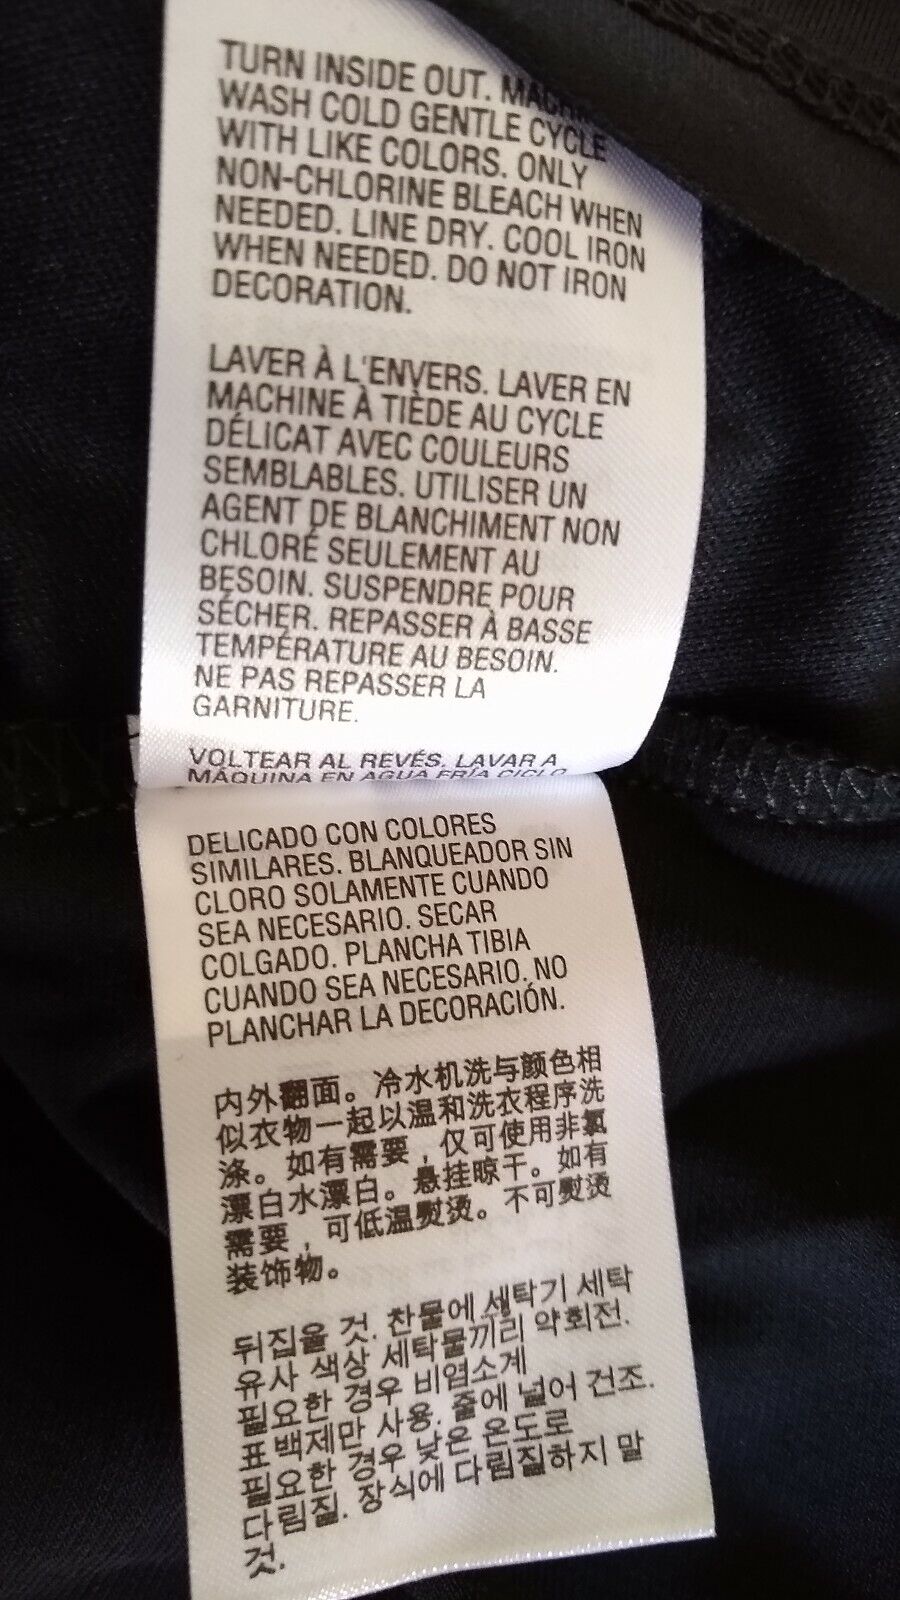 TURN INSIDE OUT. MACHINE
WASH COLD GENTLE CYCLE
WITH LIKE COLORS. ONLY
NON-CHLORINE BLEACH WHEN
NEEDED. LINE DRY. COOL IRON
WHEN NEEDED. DO NOT IRON
DECORATION.
LAVER À L'ENVERS. LAVER EN
MACHINE À TIÈDE AU CYCLE
DÉLICAT AVEC COULEURS
SEMBLABLES. UTILISER UN
AGENT DE BLANCHIMENT NON
CHLORÉ SEULEMENT AU
BESOIN. SUSPENDRE POUR
SÉCHER. REPASSER À BASSE
TEMPÉRATURE AU BESOIN.
NE PAS REPASSER LA
GARNITURE.
VOLTEAR AL REVÉS. LAVAR A
MÁQUINA EN AGUA FRÍA CICLO
DELICADO CON COLORES
SIMILARES. BLANQUEADOR SIN
CLORO SOLAMENTE CUANDO
SEA NECESARIO. SECAR
COLGADO. PLANCHA TIBIA
CUANDO SEA NECESARIO. NO
PLANCHAR LA DECORACIÓN.
内外翻面。冷水机洗与颜色相
似衣物一起以温和洗衣程序洗
涤。如有需要，仅可使用非氯
漂白水漂白。悬挂晾干。如有
需要，可低温熨烫。不可熨烫
装饰物。
뒤집을 것. 찬물에 세탁기 세탁
유사 색상 세탁물끼리 약회전.
필요한 경우 비염소계
표백제만 사용. 줄에 널어 건조.
필요한 경우 낮은 온도로
다림질. 장식에 다림질하지 말
것.